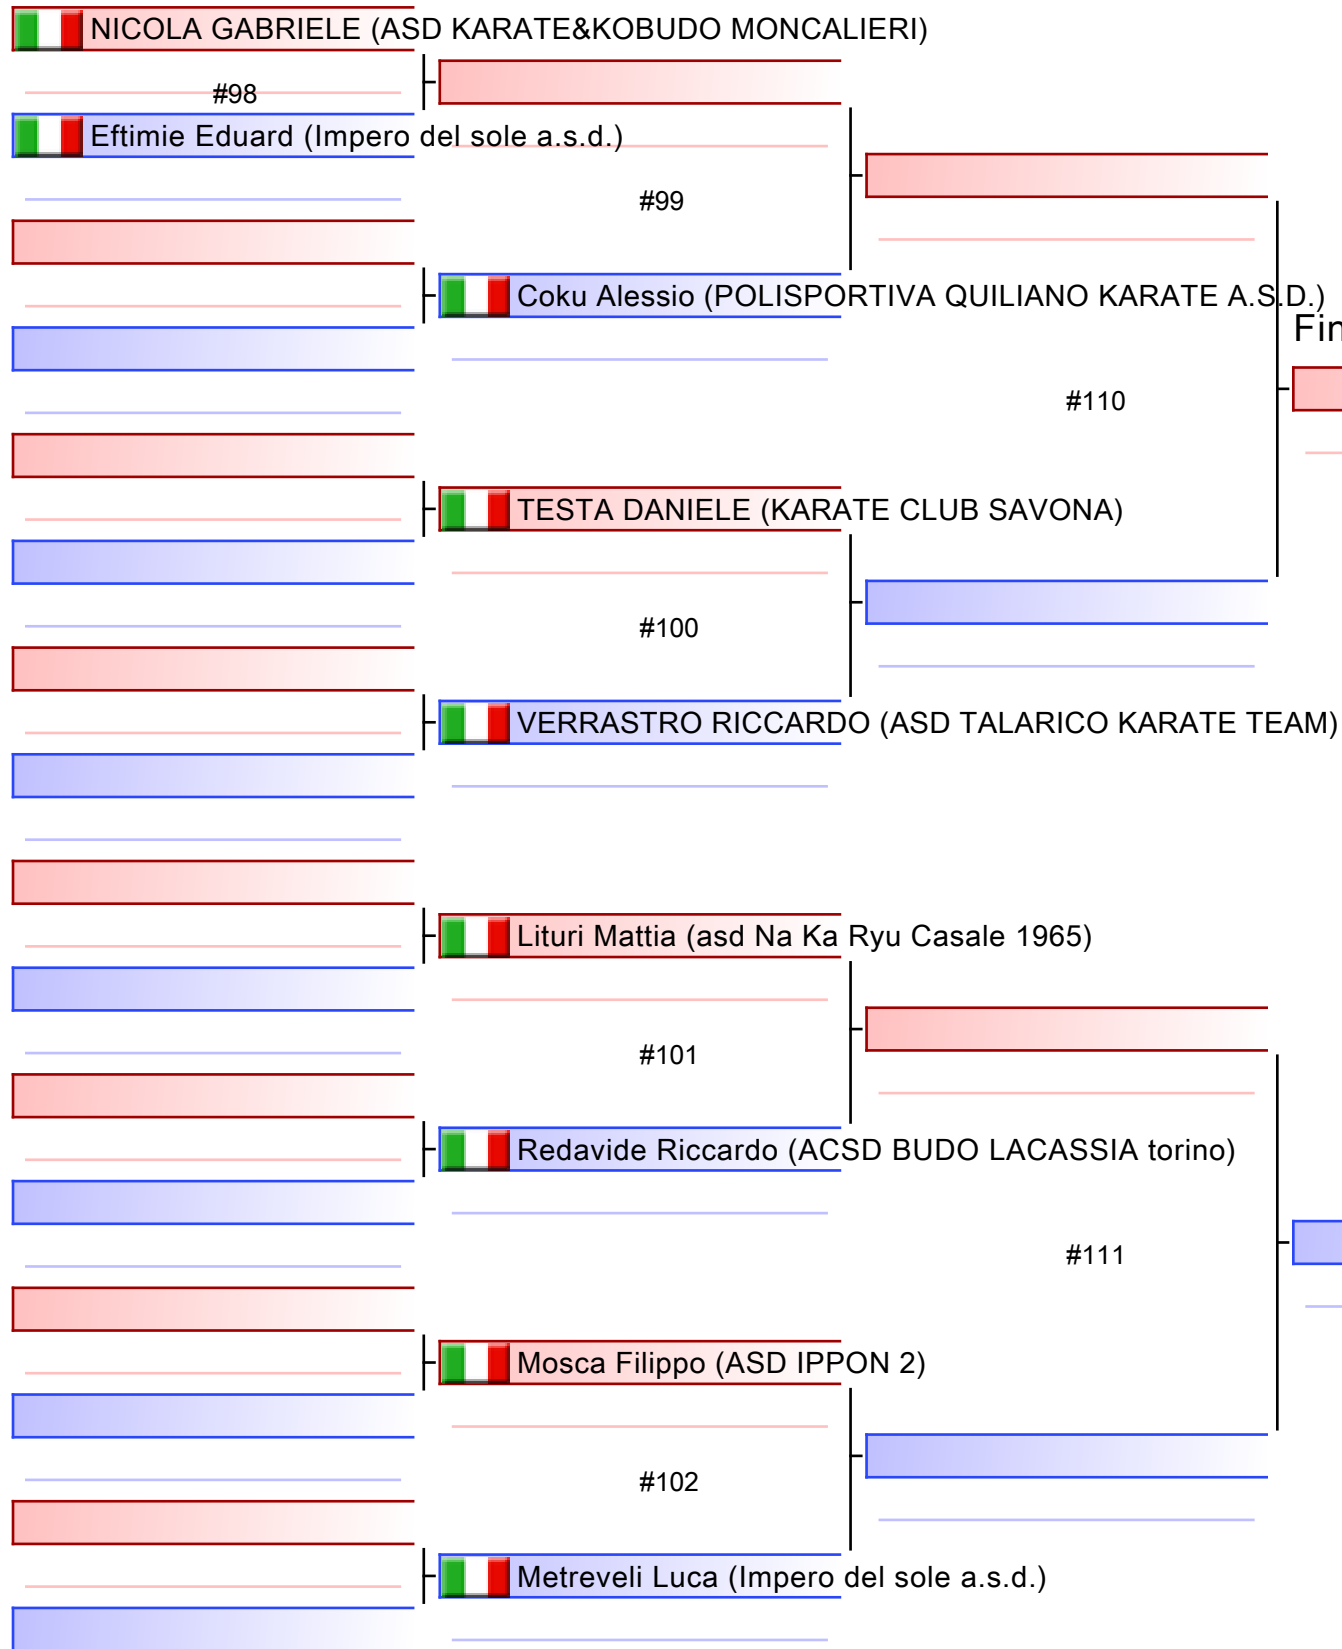 NICOLA GABRIELE (ASD KARATE&KOBUDO MONCALIERI)
#98
Eftimie Eduard (Impero del sole a.s.d.)
#99
Coku Alessio (POLISPORTIVA QUILIANO KARATE A.S.D.)
Fin
#110
TESTA DANIELE (KARATE CLUB SAVONA)
#100
VERRASTRO RICCARDO (ASD TALARICO KARATE TEAM)
Lituri Mattia (asd Na Ka Ryu Casale 1965)
#101
Redavide Riccardo (ACSD BUDO LACASSIA torino)
#111
Mosca Filippo (ASD IPPON 2)
#102
Metreveli Luca (Impero del sole a.s.d.)